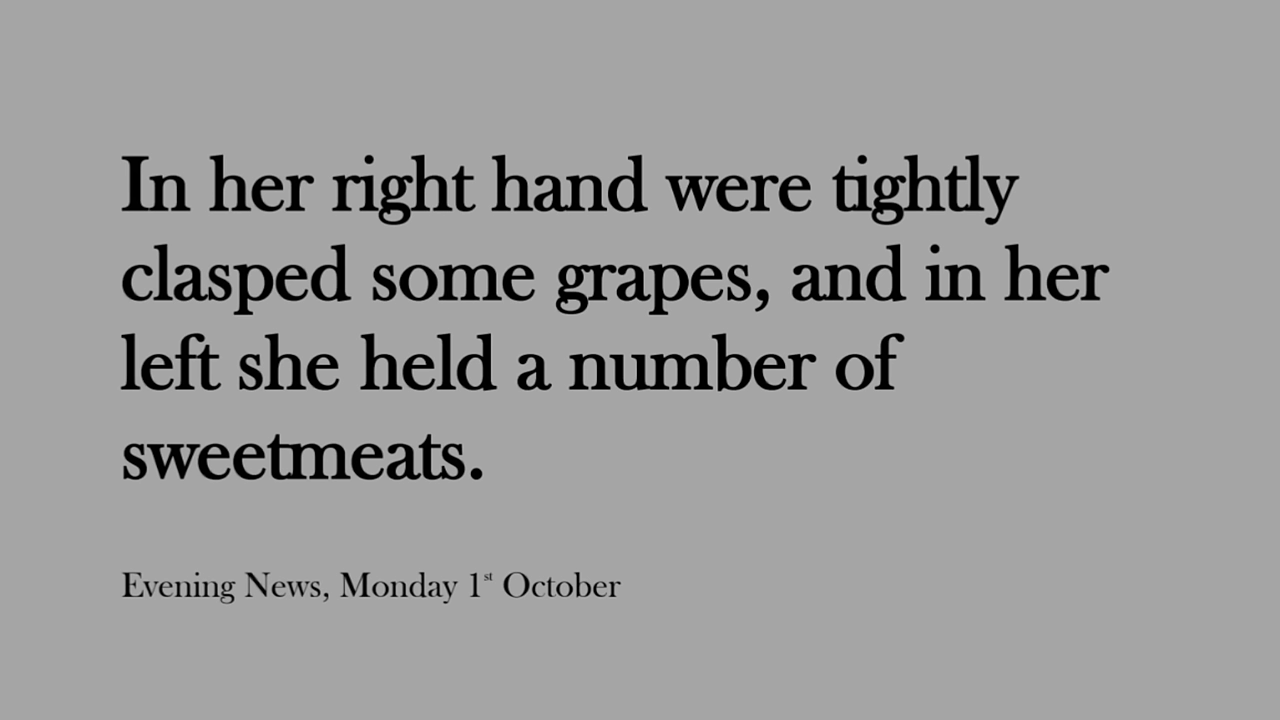 In her right hand were tightly
clasped some grapes, and in her
left she held a number of
sweetmeats.
Evening News, Monday 1st October